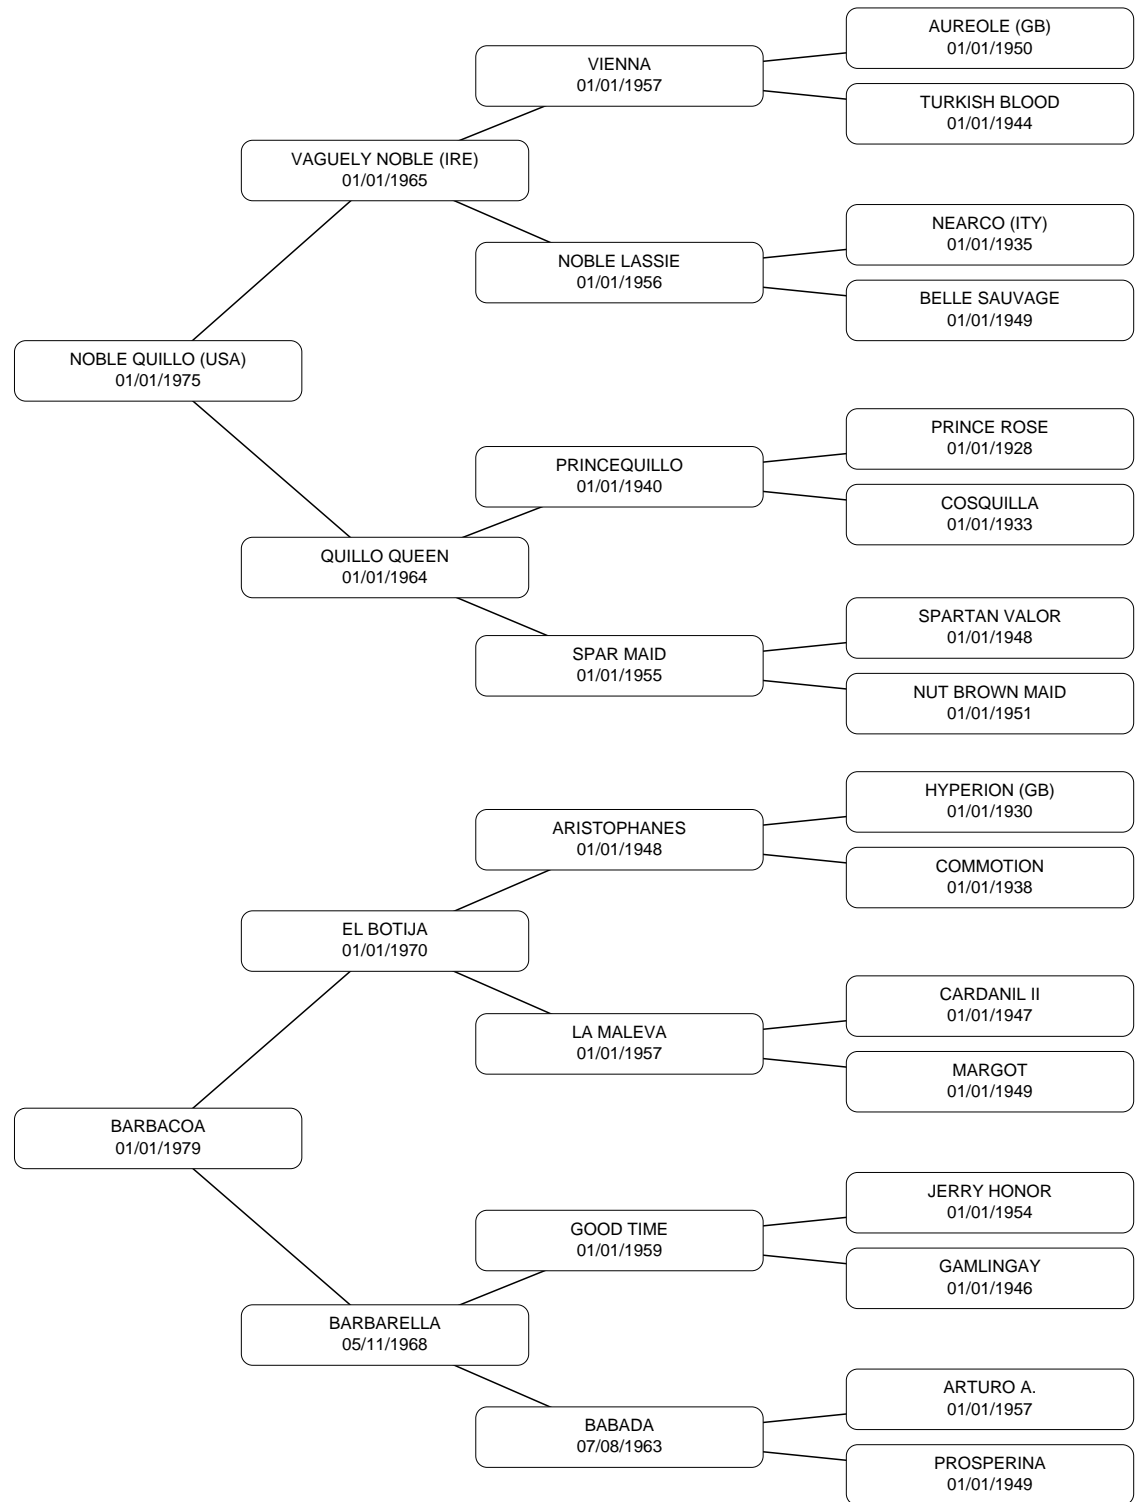 AUREOLE (GB)
01/01/1950
VIENNA
01/01/1957
TURKISH BLOOD
01/01/1944
VAGUELY NOBLE (IRE)
01/01/1965
NEARCO (ITY)
01/01/1935
NOBLE LASSIE
01/01/1956
BELLE SAUVAGE
01/01/1949
NOBLE QUILLO (USA)
01/01/1975
PRINCE ROSE
01/01/1928
PRINCEQUILLO
01/01/1940
COSQUILLA
01/01/1933
QUILLO QUEEN
01/01/1964
SPARTAN VALOR
01/01/1948
SPAR MAID
01/01/1955
NUT BROWN MAID
01/01/1951
HYPERION (GB)
01/01/1930
ARISTOPHANES
01/01/1948
COMMOTION
01/01/1938
EL BOTIJA
01/01/1970
CARDANIL II
01/01/1947
LA MALEVA
01/01/1957
MARGOT
01/01/1949
BARBACOA
01/01/1979
JERRY HONOR
01/01/1954
GOOD TIME
01/01/1959
GAMLINGAY
01/01/1946
BARBARELLA
05/11/1968
ARTURO A.
01/01/1957
BABADA
07/08/1963
PROSPERINA
01/01/1949